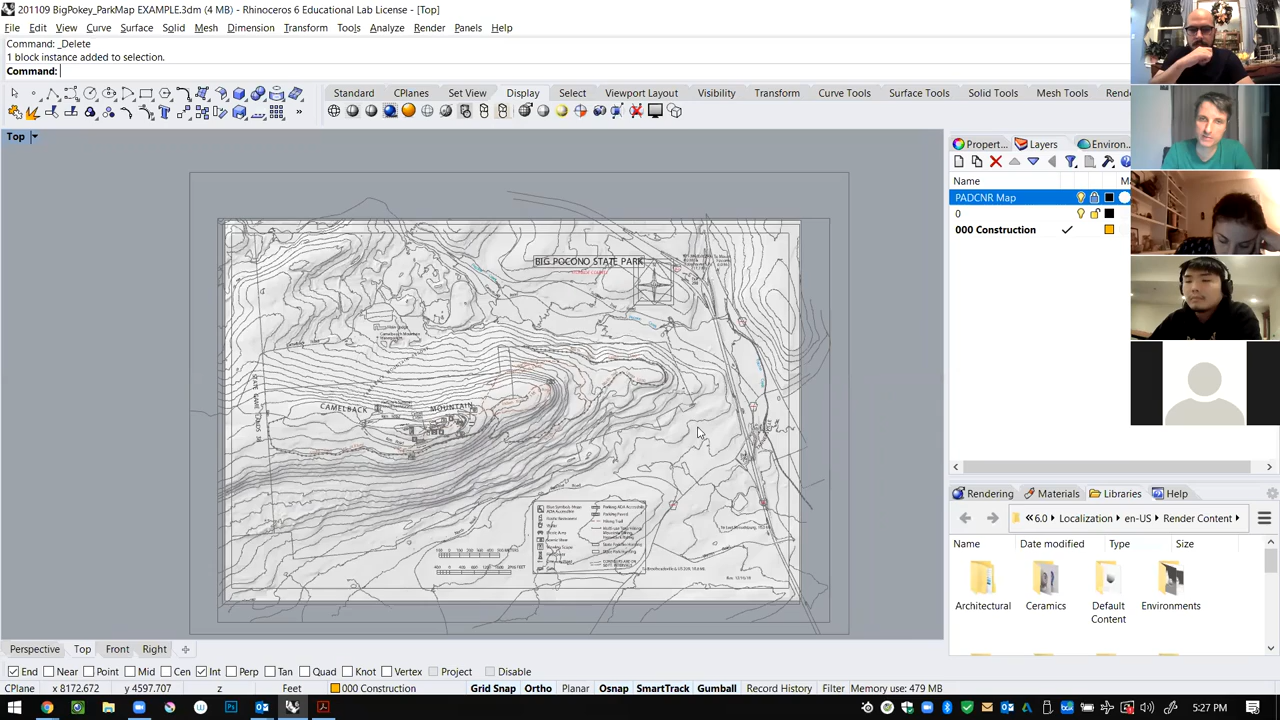 201109 BigPokey_ParkMap EXAMPLE.3dm (4 MB) - Rhinoceros 6 Educational Lab License - [Top]
File Edit View Curve Surface Solid Mesh Dimension Transform Tools Analyze Render Panels Help
Command: _Delete
1 block instance added to selection.
Command:
Standard CPlanes Set View Display Select Viewport Layout Visibility Transform Curve Tools Surface Tools Solid Tools Mesh Tools
Top
Propert... Layers Environ...
Name
PADCNR Map
0
000 Construction
BIG POCONO STATE PARK
CAMELBACK MOUNTAIN
Rendering Materials Libraries Help
« 6.0 Localization en-US Render Content
Name Date modified Type Size
Architectural Ceramics Default Content Environments
Perspective Top Front Right
End Near Point Mid Cen Int Perp Tan Quad Knot Vertex Project Disable
CPlane x 8172.672 y 4597.707 z Feet 000 Construction Grid Snap Ortho Planar Osnap SmartTrack Gumball Record History Filter Memory use: 479 MB
5:27 PM